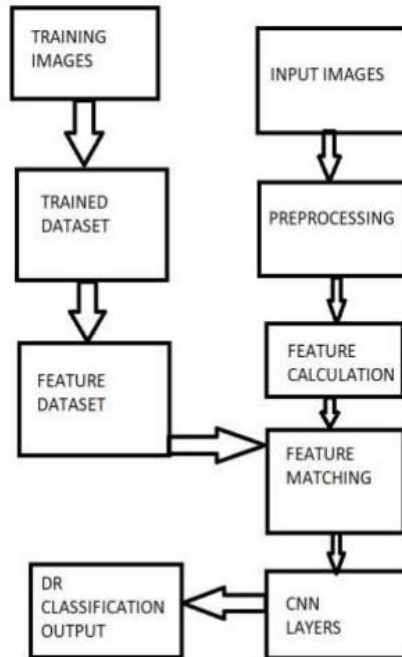 TRAINING
IMAGES
TRAINED
DATASET
FEATURE
DATASET
INPUT IMAGES
PREPROCESSING
FEATURE
CALCULATION
FEATURE
MATCHING
CNN
LAYERS
DR
CLASSIFICATION
OUTPUT